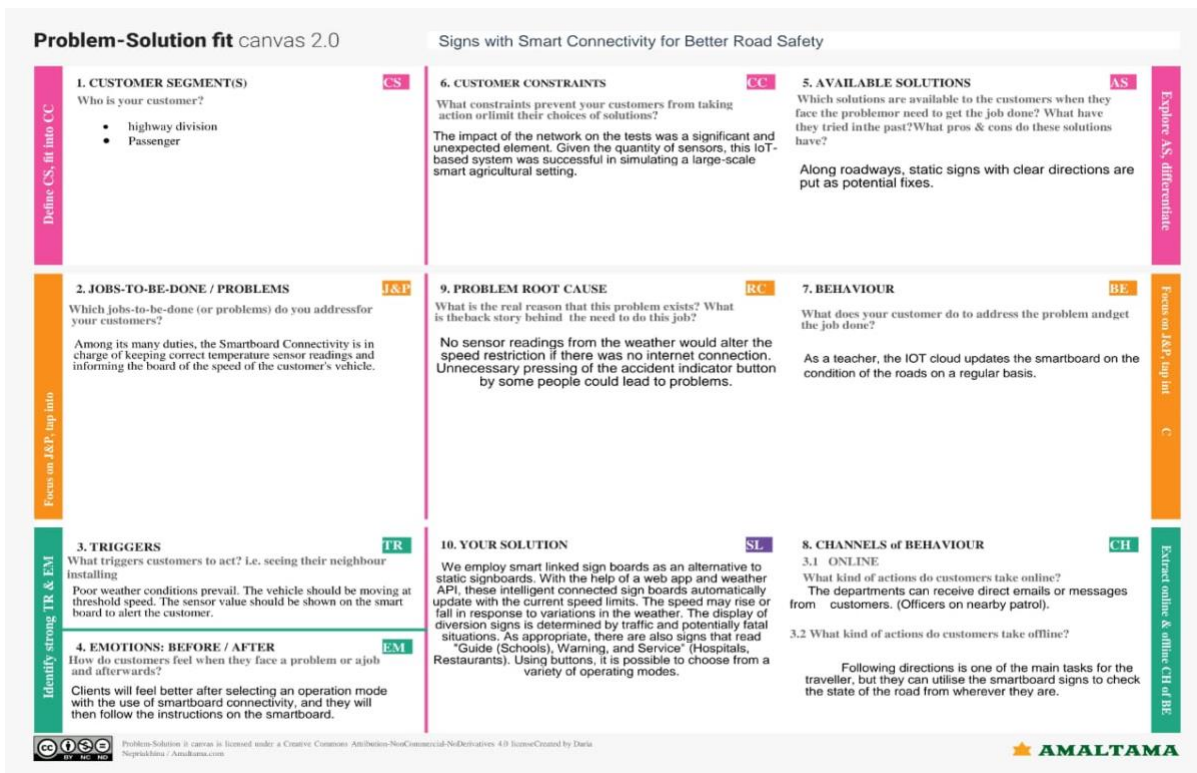 Problem-Solution fit canvas 2.0
Signs with Smart Connectivity for Better Road Safety
Define CS, fit into CC
1. CUSTOMER SEGMENT(S)
CS
Who is your customer?
• highway division
• Passenger
6. CUSTOMER CONSTRAINTS
CC
What constraints prevent your customers from taking
action orlimit their choices of solutions?
The impact of the network on the tests was a significant and
unexpected element. Given the quantity of sensors, this IoT-
based system was successful in simulating a large-scale
smart agricultural setting.
5. AVAILABLE SOLUTIONS
AS
Which solutions are available to the customers when they
face the problemor need to get the job done? What have
they tried inthe past?What pros & cons do these solutions
have?
Along roadways, static signs with clear directions are
put as potential fixes.
Explore AS, differentiate
Focus on J&P, tap into
2. JOBS-TO-BE-DONE / PROBLEMS
J&P
Which jobs-to-be-done (or problems) do you addressfor
your customers?
Among its many duties, the Smartboard Connectivity is in
charge of keeping correct temperature sensor readings and
informing the board of the speed of the customer's vehicle.
9. PROBLEM ROOT CAUSE
RC
What is the real reason that this problem exists? What
is theback story behind the need to do this job?
No sensor readings from the weather would alter the
speed restriction if there was no internet connection.
Unnecessary pressing of the accident indicator button
by some people could lead to problems.
7. BEHAVIOUR
BE
What does your customer do to address the problem andget
the job done?
As a teacher, the IOT cloud updates the smartboard on the
condition of the roads on a regular basis.
Focus on J&P, tap int C
Identify strong TR & EM
3. TRIGGERS
TR
What triggers customers to act? i.e. seeing their neighbour
installing
Poor weather conditions prevail. The vehicle should be moving at
threshold speed. The sensor value should be shown on the smart
board to alert the customer.
4. EMOTIONS: BEFORE / AFTER
EM
How do customers feel when they face a problem or ajob
and afterwards?
Clients will feel better after selecting an operation mode
with the use of smartboard connectivity, and they will
then follow the instructions on the smartboard.
10. YOUR SOLUTION
SL
We employ smart linked sign boards as an alternative to
static signboards. With the help of a web app and weather
API, these intelligent connected sign boards automatically
update with the current speed limits. The speed may rise or
fall in response to variations in the weather. The display of
diversion signs is determined by traffic and potentially fatal
situations. As appropriate, there are also signs that read
"Guide (Schools), Warning, and Service" (Hospitals,
Restaurants). Using buttons, it is possible to choose from a
variety of operating modes.
8. CHANNELS of BEHAVIOUR
CH
3.1 ONLINE
What kind of actions do customers take online?
The departments can receive direct emails or messages
from customers. (Officers on nearby patrol).
3.2 What kind of actions do customers take offline?
Following directions is one of the main tasks for the
traveller, but they can utilise the smartboard signs to check
the state of the road from wherever they are.
Extract online & offline CH of BE
cc BY NC ND
Problem-Solution it canvas is licensed under a Creative Commons Attribution-NonCommercial-NoDerivatives 4.0 licenseCreated by Daria
Nepriakhina / Amaltama.com
AMALTAMA